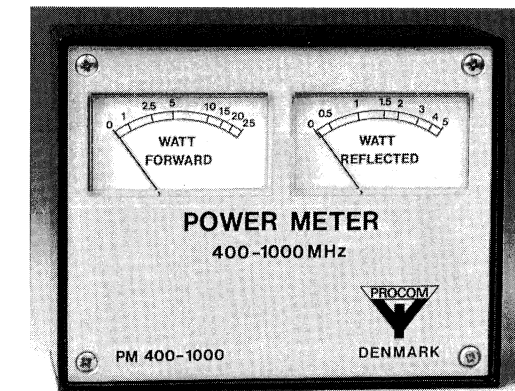 0 1 2.5 5 10 15 20 25
WATT
FORWARD
0 0.5 1 1.5 2 3 4 5
WATT
REFLECTED
POWER METER
400-1000 MHz
PROCOM
PM 400-1000
DENMARK